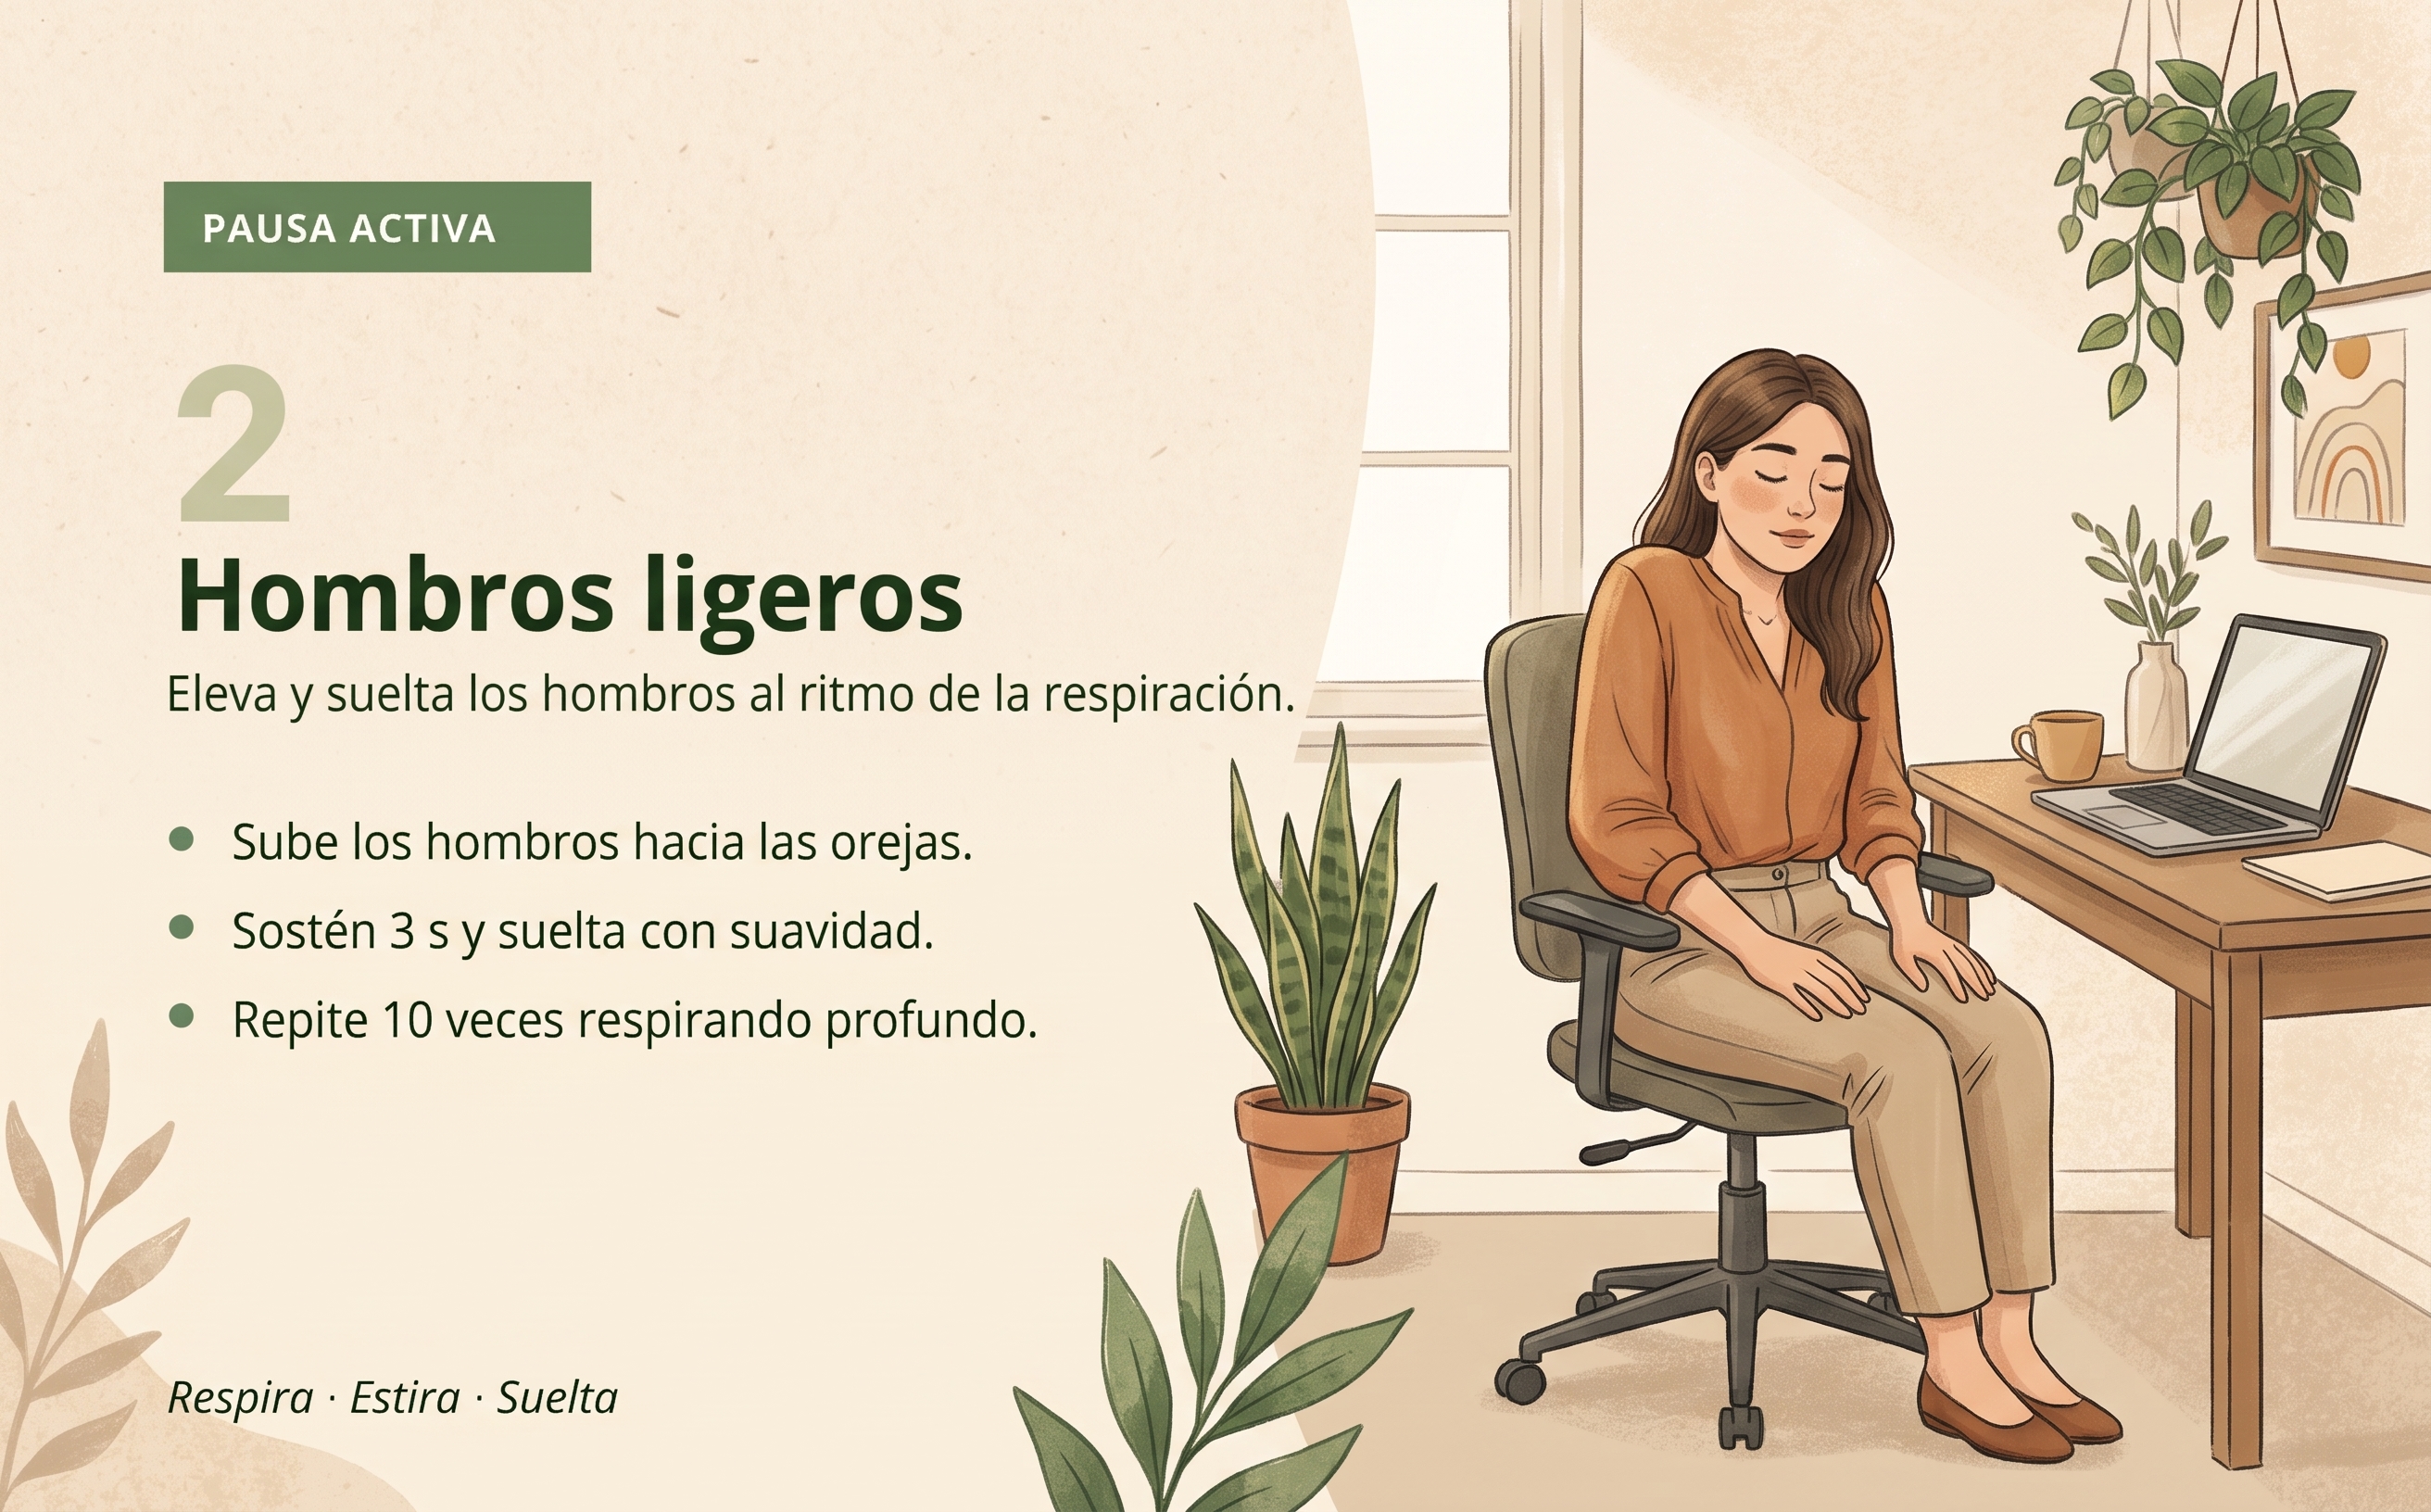 PAUSA ACTIVA
2
Hombros ligeros
Eleva y suelta los hombros al ritmo de la respiración.
● Sube los hombros hacia las orejas.
● Sostén 3 s y suelta con suavidad.
● Repite 10 veces respirando profundo.
Respira · Estira · Suelta